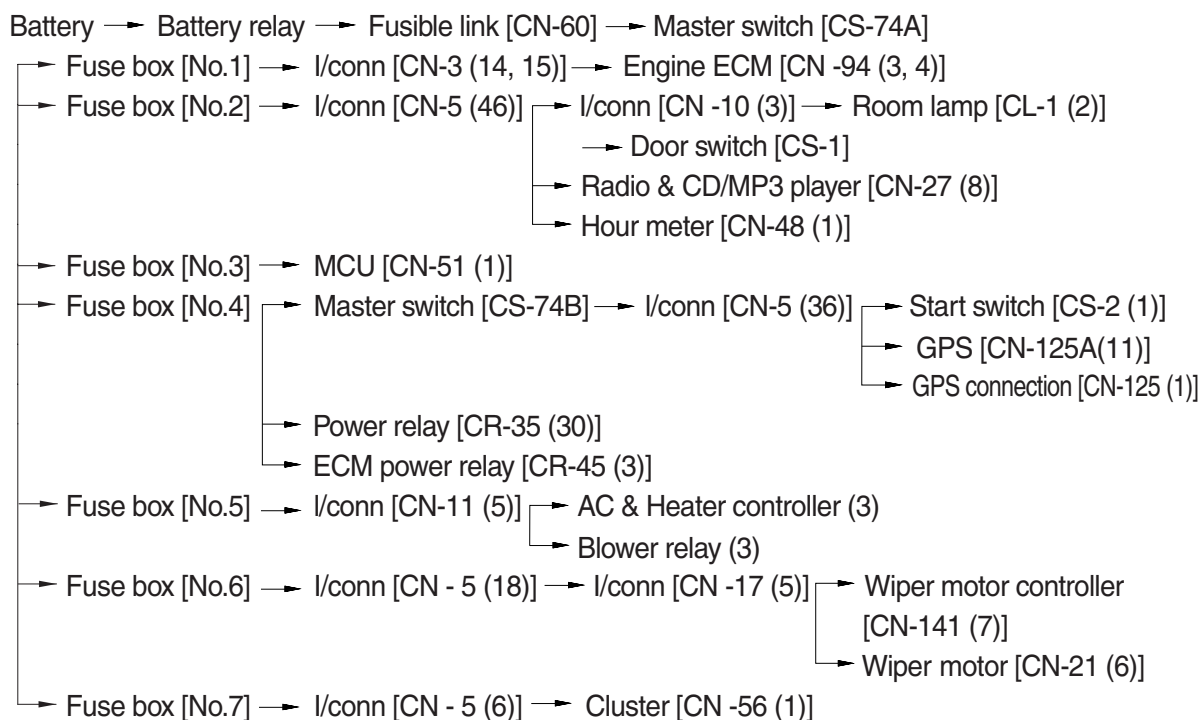 Battery → Battery relay → Fusible link [CN-60] → Master switch [CS-74A]
Fuse box [No.1] → I/conn [CN-3 (14, 15)] → Engine ECM [CN -94 (3, 4)]
Fuse box [No.2] → I/conn [CN-5 (46)] → I/conn [CN -10 (3)] → Room lamp [CL-1 (2)]
→ Door switch [CS-1]
→ Radio & CD/MP3 player [CN-27 (8)]
→ Hour meter [CN-48 (1)]
Fuse box [No.3] → MCU [CN-51 (1)]
Fuse box [No.4] → Master switch [CS-74B] → I/conn [CN-5 (36)] → Start switch [CS-2 (1)]
→ GPS [CN-125A(11)]
→ GPS connection [CN-125 (1)]
→ Power relay [CR-35 (30)]
→ ECM power relay [CR-45 (3)]
Fuse box [No.5] → I/conn [CN-11 (5)] → AC & Heater controller (3)
→ Blower relay (3)
Fuse box [No.6] → I/conn [CN - 5 (18)] → I/conn [CN -17 (5)] → Wiper motor controller
[CN-141 (7)]
→ Wiper motor [CN-21 (6)]
Fuse box [No.7] → I/conn [CN - 5 (6)] → Cluster [CN -56 (1)]